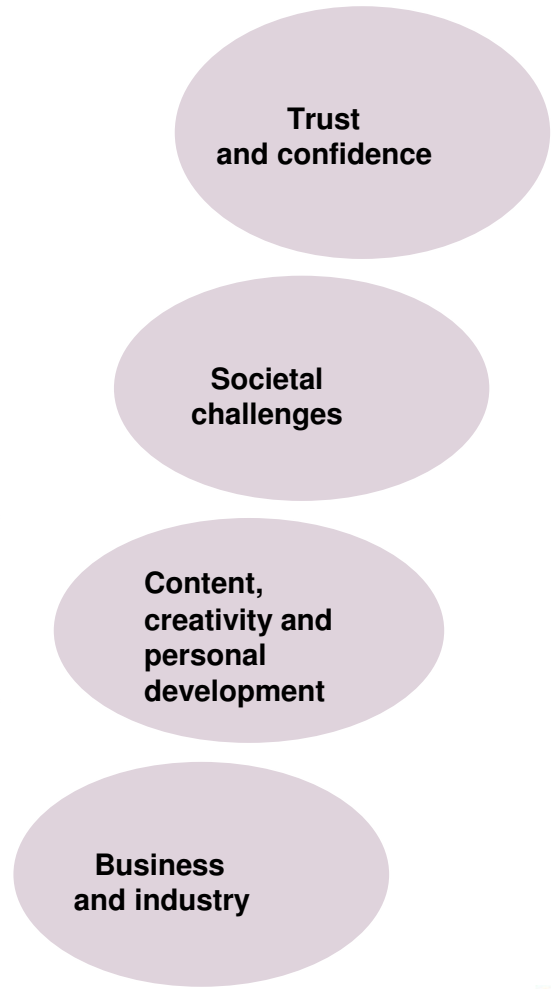 Trust
and confidence
Societal
challenges
Content,
creativity and
personal
development
Business
and industry